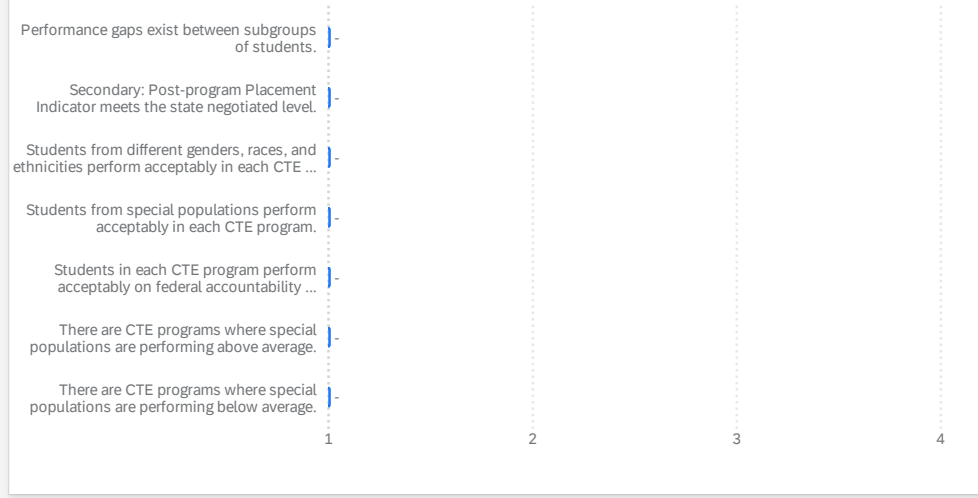 Performance gaps exist between subgroups
of students.
-
Secondary: Post-program Placement
Indicator meets the state negotiated level.
-
Students from different genders, races, and
ethnicities perform acceptably in each CTE ...
-
Students from special populations perform
acceptably in each CTE program.
-
Students in each CTE program perform
acceptably on federal accountability ...
-
There are CTE programs where special
populations are performing above average.
-
There are CTE programs where special
populations are performing below average.
-
1 2 3 4